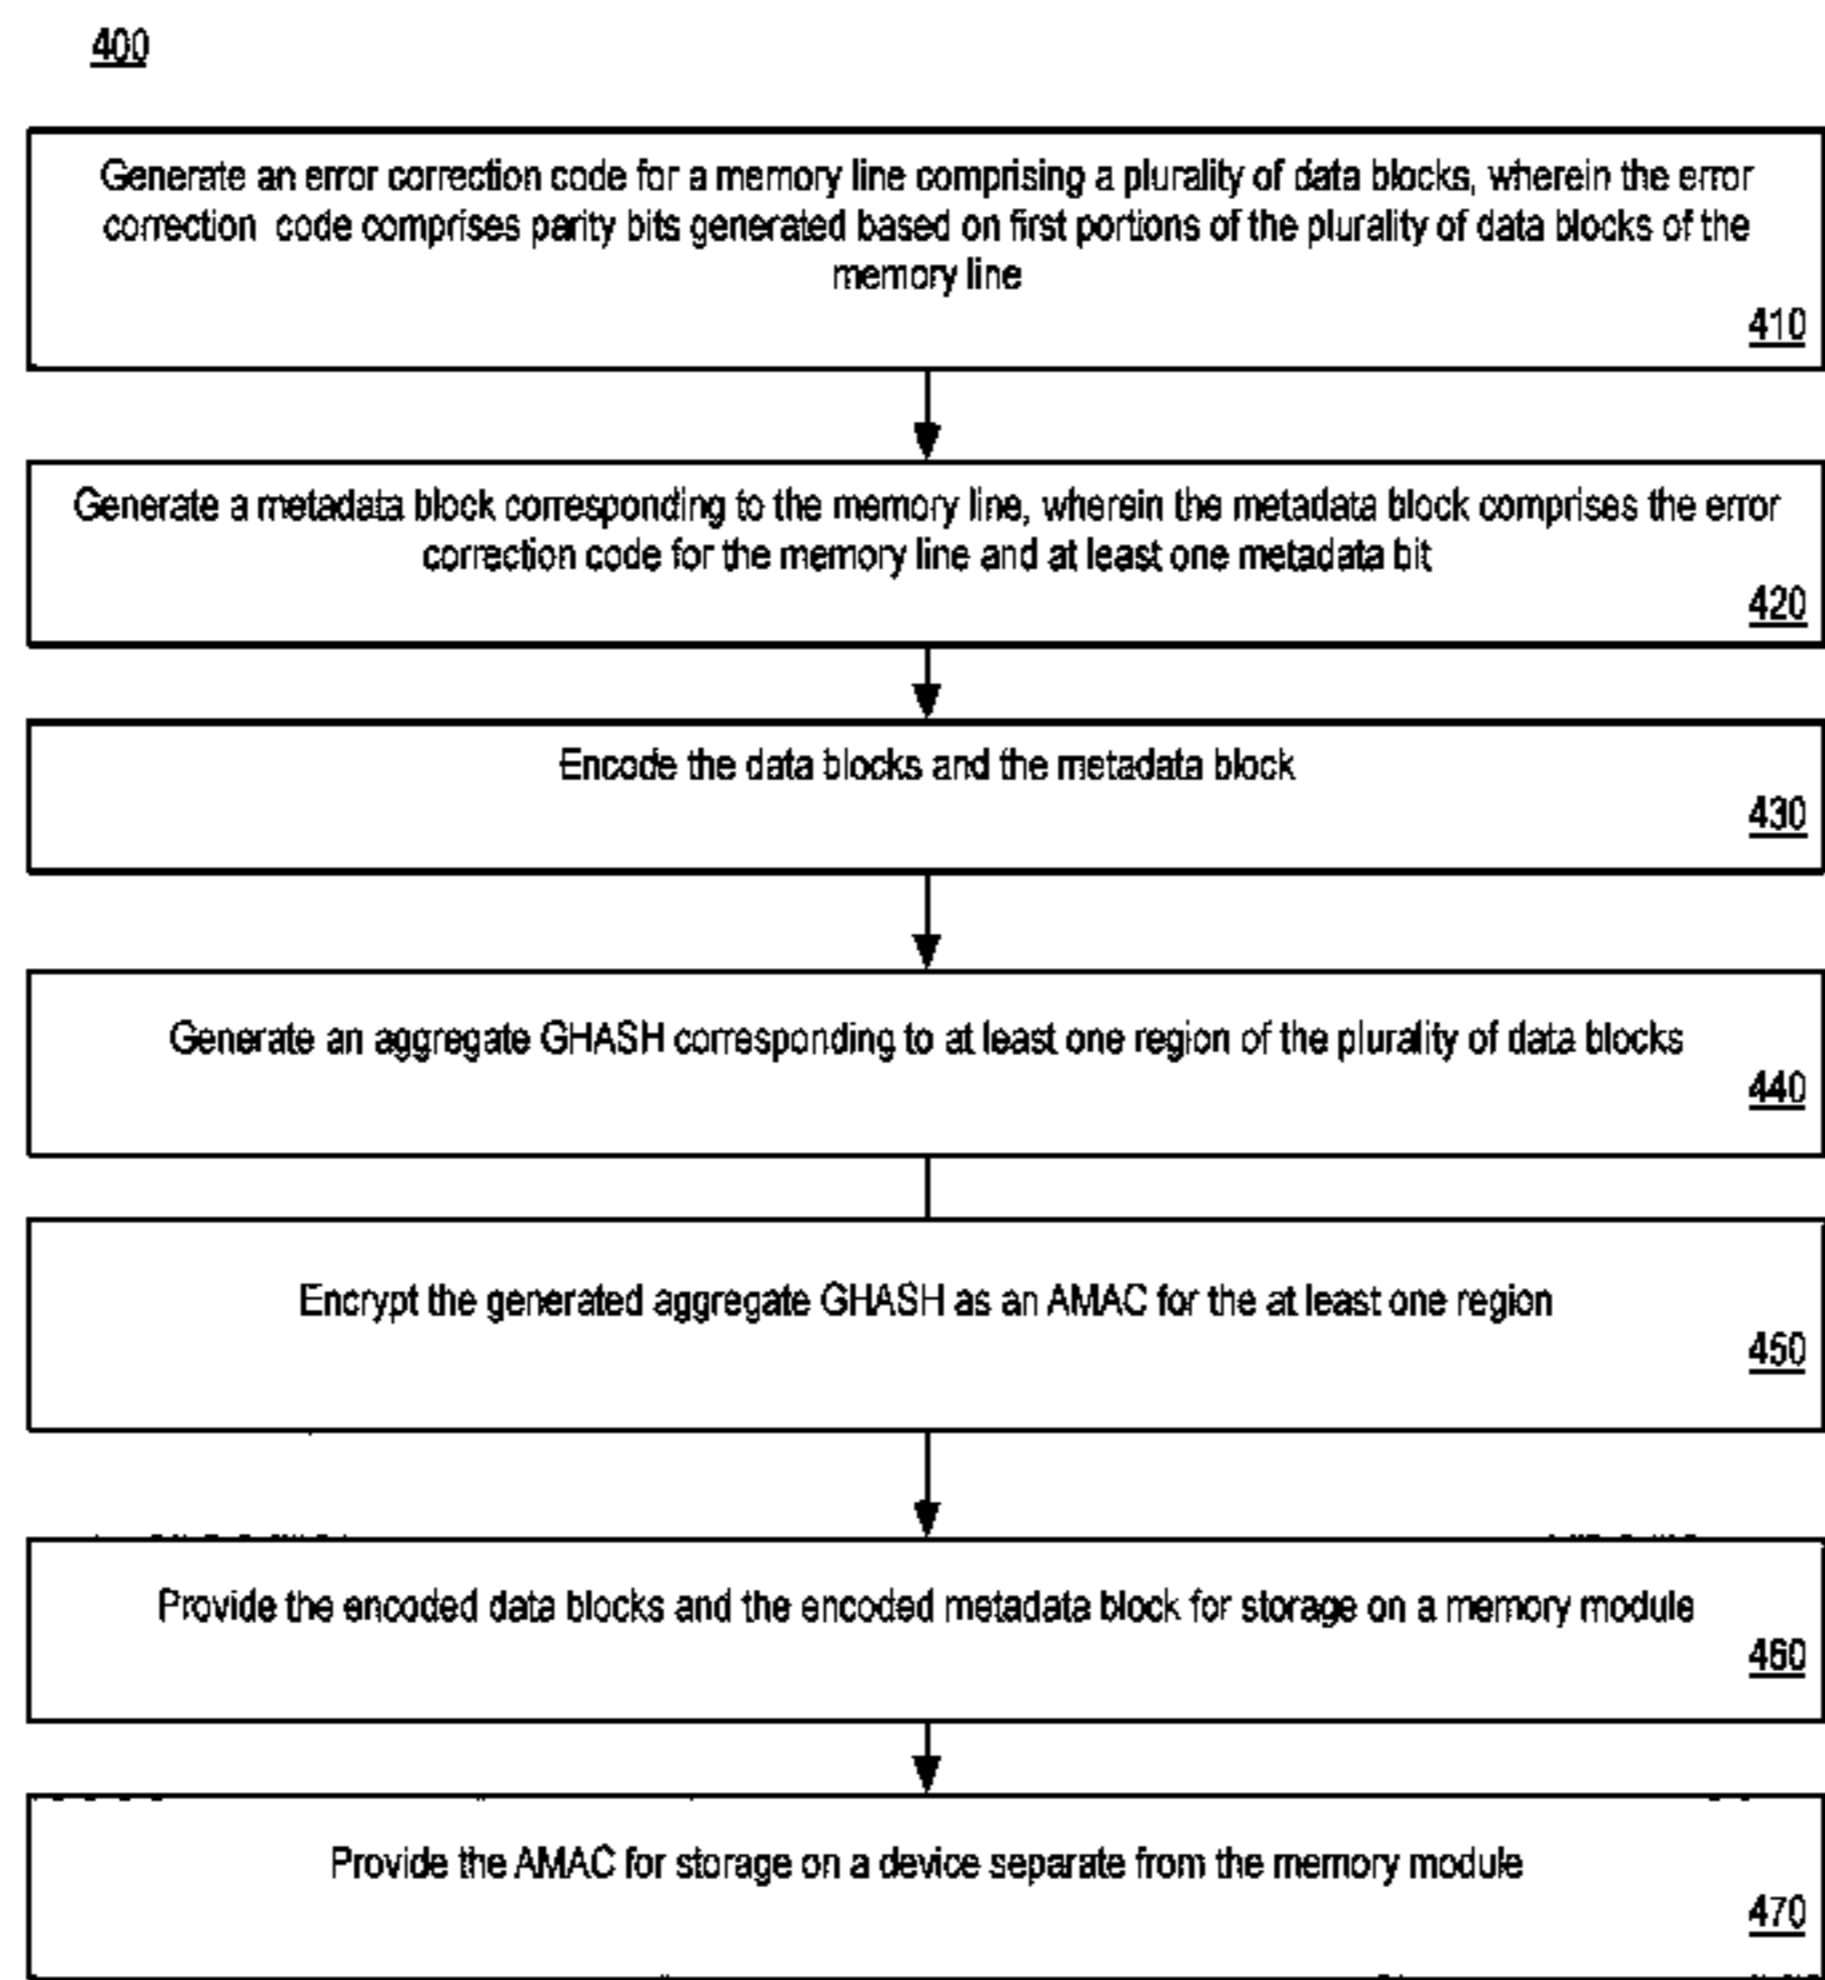 400
Generate an error correction code for a memory line comprising a plurality of data blocks, wherein the error
correction code comprises parity bits generated based on first portions of the plurality of data blocks of the
memory line
410
Generate a metadata block corresponding to the memory line, wherein the metadata block comprises the error
correction code for the memory line and at least one metadata bit
420
Encode the data blocks and the metadata block
430
Generate an aggregate GHASH corresponding to at least one region of the plurality of data blocks
440
Encrypt the generated aggregate GHASH as an AMAC for the at least one region
450
Provide the encoded data blocks and the encoded metadata block for storage on a memory module
460
Provide the AMAC for storage on a device separate from the memory module
470